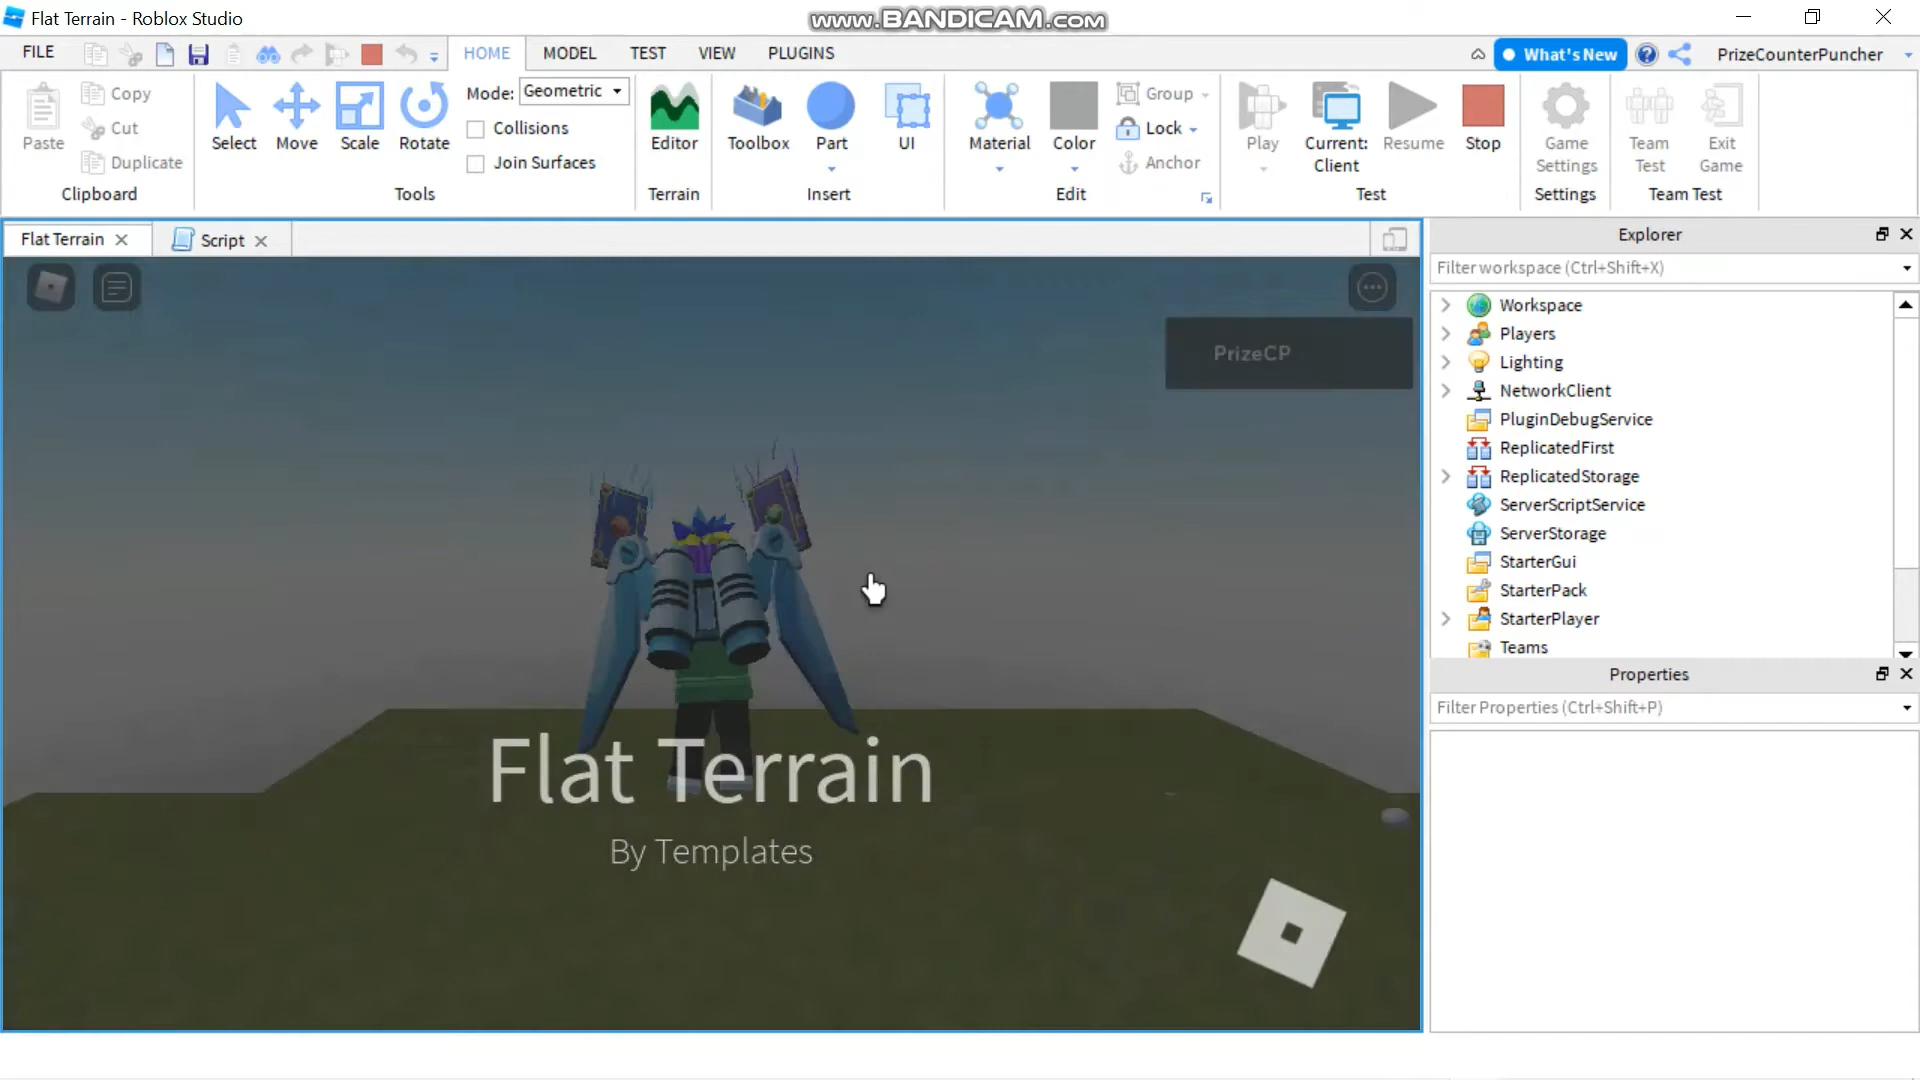 Flat Terrain - Roblox Studio
www.BANDICAM.com
FILE
HOME
MODEL
TEST
VIEW
PLUGINS
What's New
PrizeCounterPuncher
Paste
Copy
Cut
Duplicate
Clipboard
Select
Move
Scale
Rotate
Mode: Geometric
Collisions
Join Surfaces
Tools
Editor
Terrain
Toolbox
Part
UI
Insert
Material
Color
Group
Lock
Anchor
Edit
Play
Current:
Client
Resume
Stop
Test
Game
Settings
Settings
Team
Test
Exit
Game
Team Test
Flat Terrain
Script
PrizeCP
Flat Terrain
By Templates
Explorer
Filter workspace (Ctrl+Shift+X)
Workspace
Players
Lighting
NetworkClient
PluginDebugService
ReplicatedFirst
ReplicatedStorage
ServerScriptService
ServerStorage
StarterGui
StarterPack
StarterPlayer
Teams
Properties
Filter Properties (Ctrl+Shift+P)